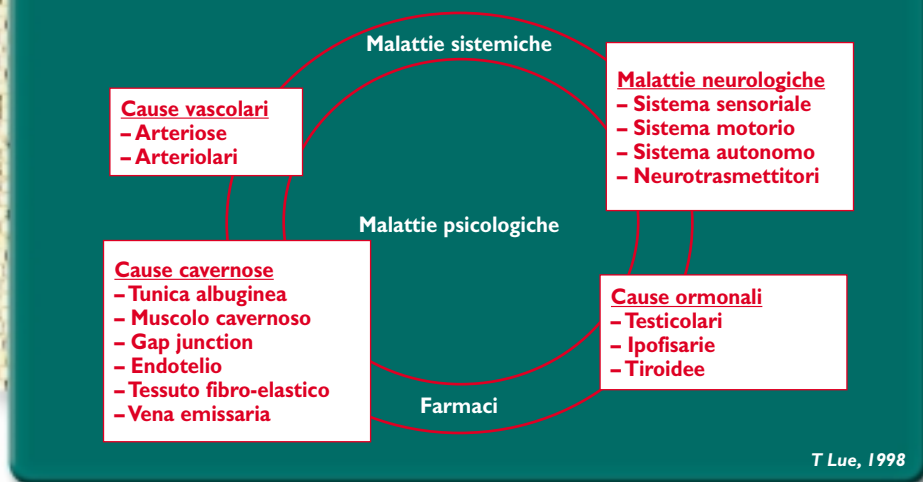 Malattie sistemiche
Cause vascolari
– Arteriose
– Arteriolari
Malattie neurologiche
– Sistema sensoriale
– Sistema motorio
– Sistema autonomo
– Neurotrasmettitori
Malattie psicologiche
Cause cavernose
– Tunica albuginea
– Muscolo cavernoso
– Gap junction
– Endotelio
– Tessuto fibro-elastico
– Vena emissaria
Cause ormonali
– Testicolari
– Ipofisarie
– Tiroidee
Farmaci
T Lue, 1998